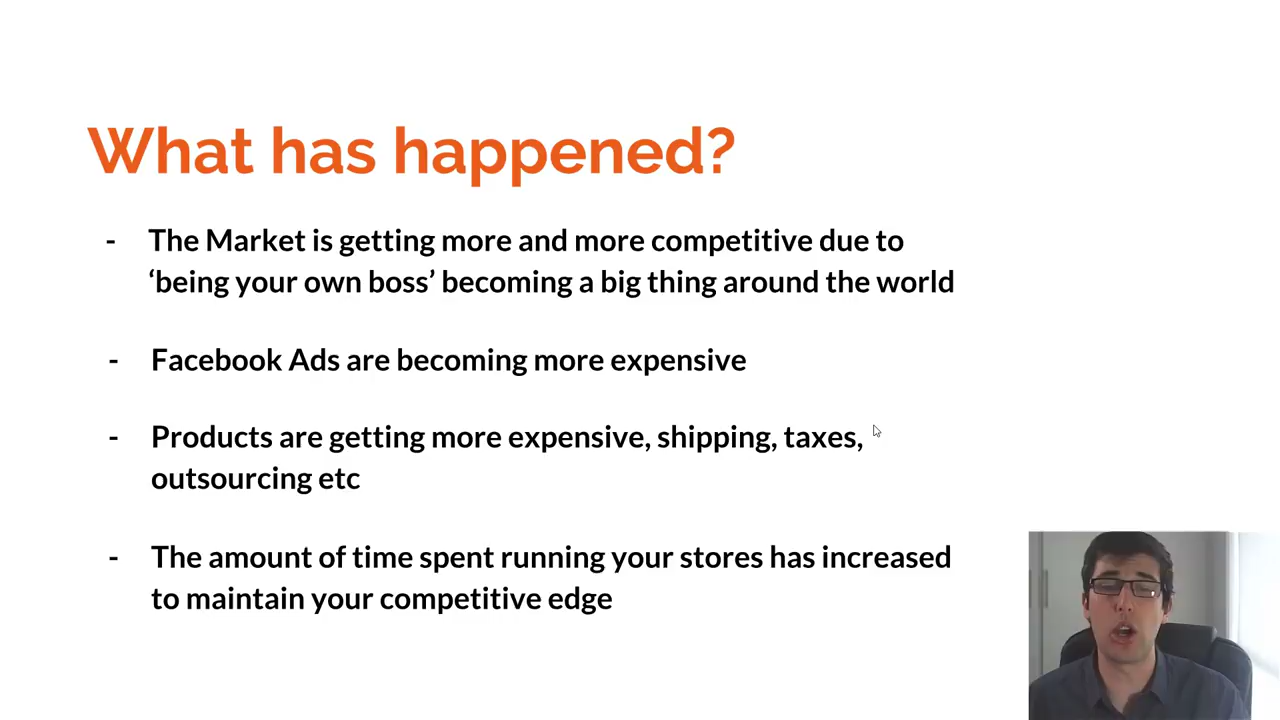 What has happened?
- The Market is getting more and more competitive due to
‘being your own boss’ becoming a big thing around the world
- Facebook Ads are becoming more expensive
- Products are getting more expensive, shipping, taxes,
outsourcing etc
- The amount of time spent running your stores has increased
to maintain your competitive edge